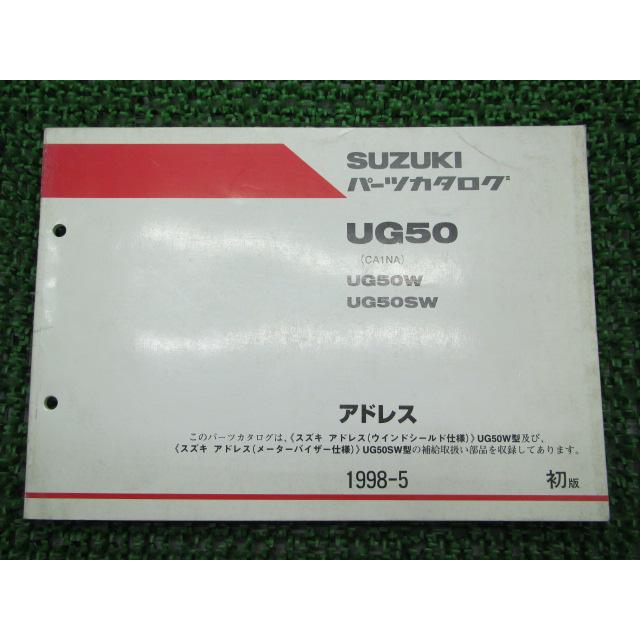 SUZUKI
パーツカタログ
UG50
(CA1NA)
UG50W
UG50SW
アドレス
このパーツカタログは、《スズキ アドレス(ウインドシールド仕様)》UG50W型及び、
《スズキ アドレス(メーターバイザー仕様)》UG50SW型の補給取扱い部品を収録してあります。
1998-5 初版